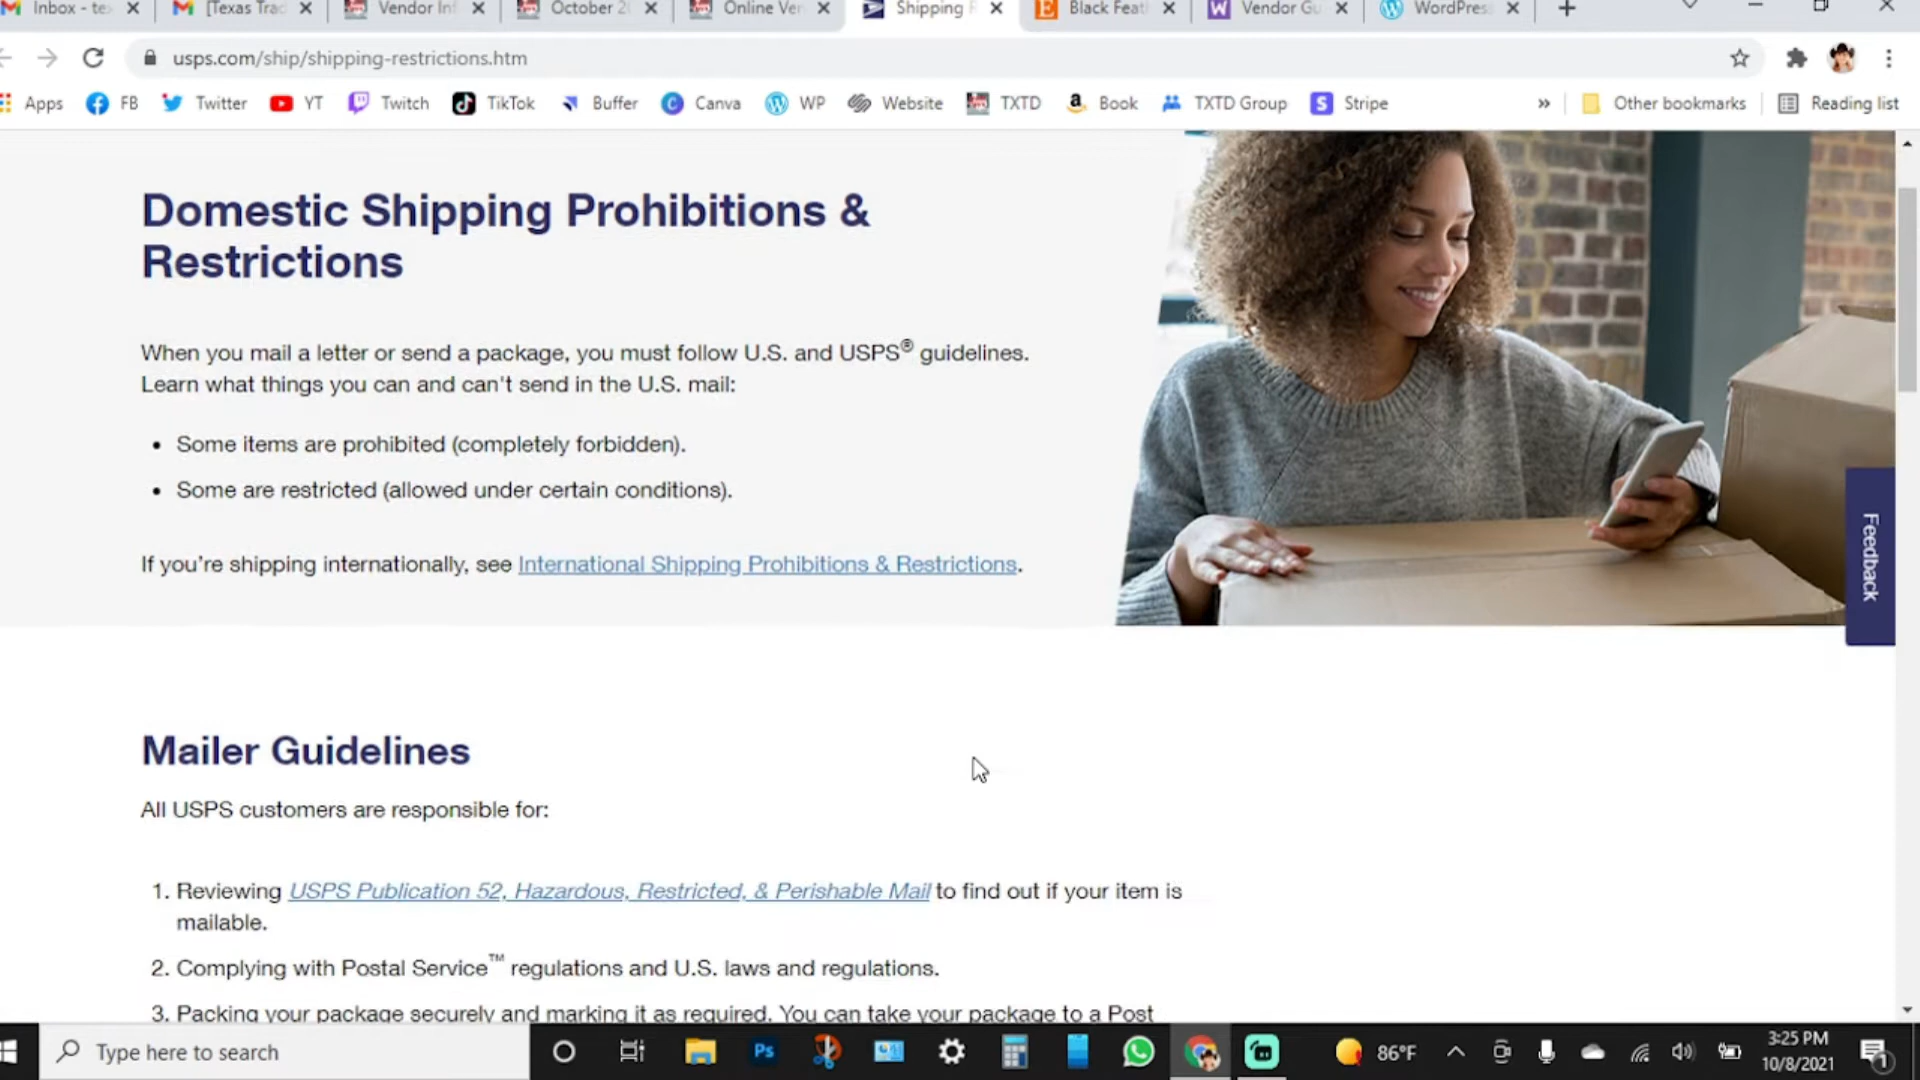 Inbox - te
[Texas Trad
Vendor Inf
October 2
Online Ven
Shipping R
Black Feat
Vendor Gu
WordPres
usps.com/ship/shipping-restrictions.htm
Apps
FB
Twitter
YT
Twitch
TikTok
Buffer
Canva
WP
Website
TXTD
Book
TXTD Group
Stripe
»
Other bookmarks
Reading list
Domestic Shipping Prohibitions &
Restrictions
When you mail a letter or send a package, you must follow U.S. and USPS® guidelines.
Learn what things you can and can't send in the U.S. mail:
• Some items are prohibited (completely forbidden).
• Some are restricted (allowed under certain conditions).
If you’re shipping internationally, see International Shipping Prohibitions & Restrictions.
Feedback
Mailer Guidelines
All USPS customers are responsible for:
1. Reviewing USPS Publication 52, Hazardous, Restricted, & Perishable Mail to find out if your item is
mailable.
2. Complying with Postal Service™ regulations and U.S. laws and regulations.
3. Packing your package securely and marking it as required. You can take your package to a Post
Type here to search
Ps
86°F
3:25 PM
10/8/2021
1